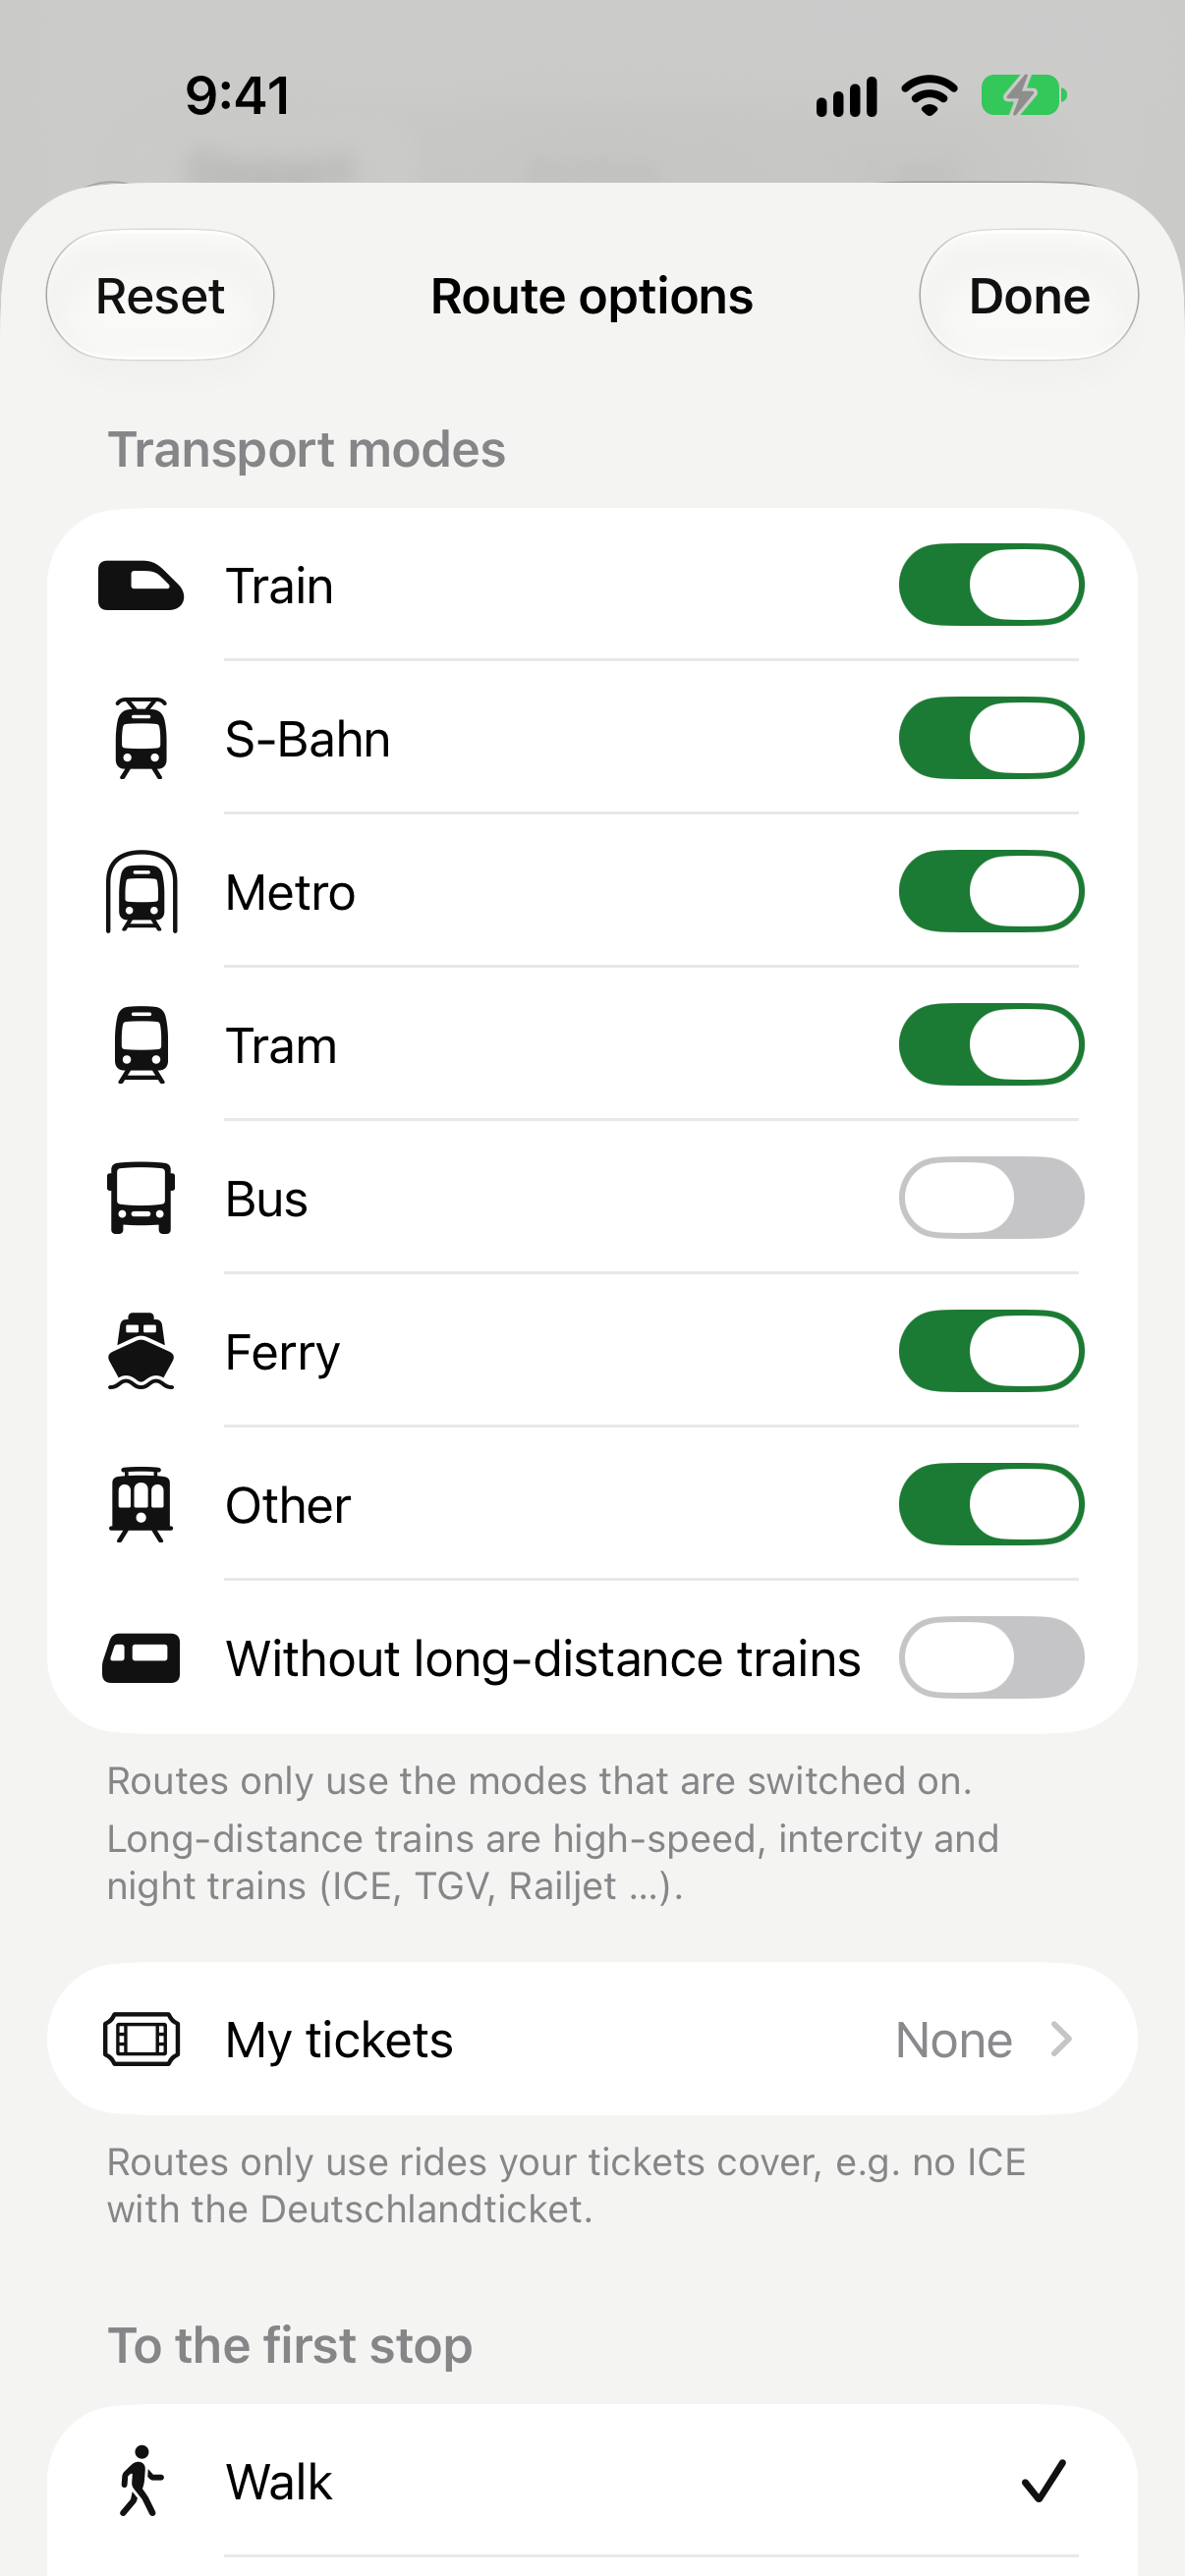 9:41
Reset
Route options
Done
Transport modes
Train
S-Bahn
Metro
Tram
Bus
Ferry
Other
Without long-distance trains
Routes only use the modes that are switched on.
Long-distance trains are high-speed, intercity and
night trains (ICE, TGV, Railjet ...).
My tickets
None
Routes only use rides your tickets cover, e.g. no ICE
with the Deutschlandticket.
To the first stop
Walk